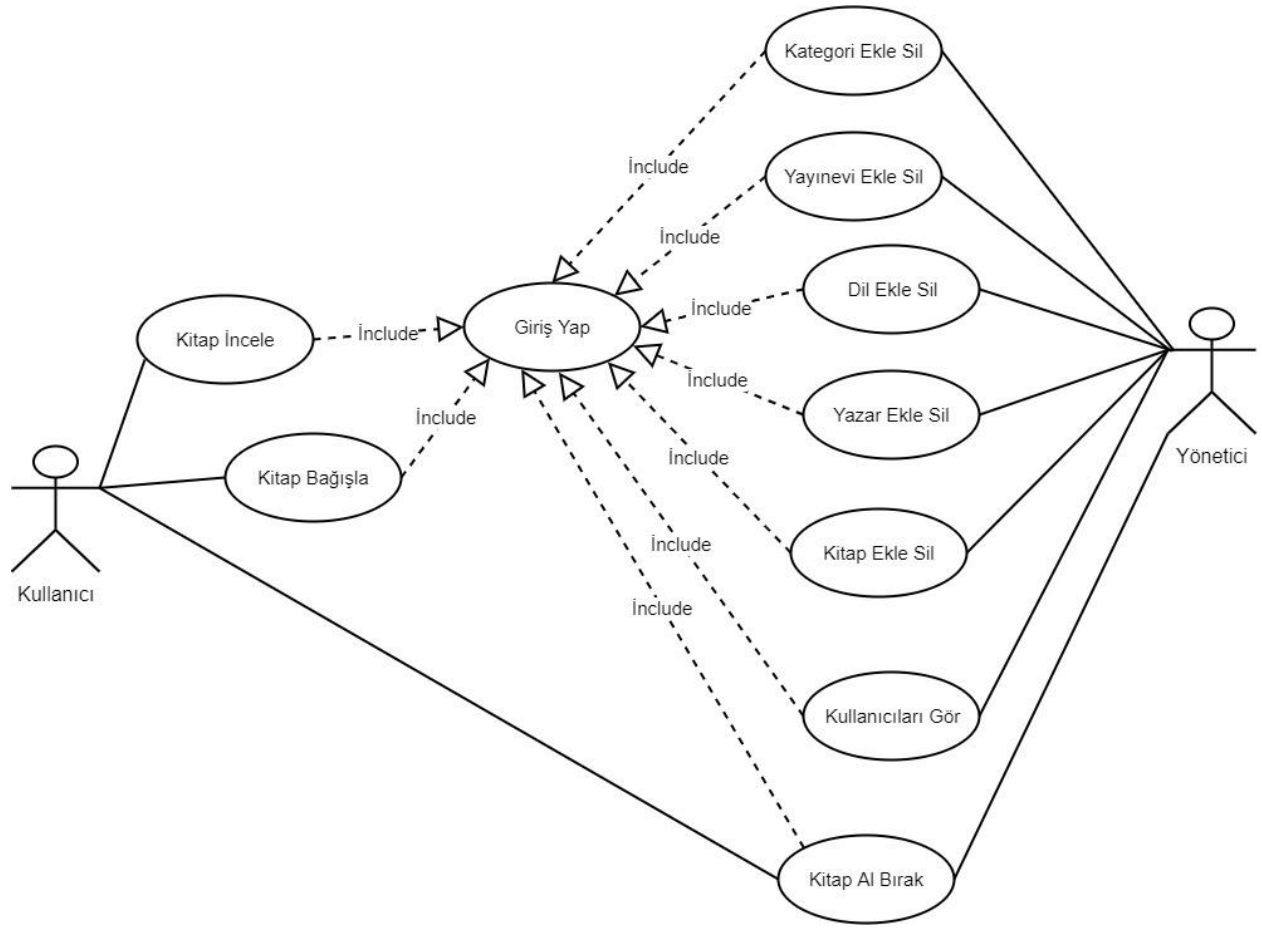 Kategori Ekle Sil
İnclude
Yayınevi Ekle Sil
İnclude
Dil Ekle Sil
İnclude
Giriş Yap
Kitap İncele
İnclude
İnclude
Yazar Ekle Sil
İnclude
Yönetici
Kitap Bağışla
İnclude
Kitap Ekle Sil
İnclude
Kullanıcı
İnclude
Kullanıcıları Gör
Kitap Al Bırak